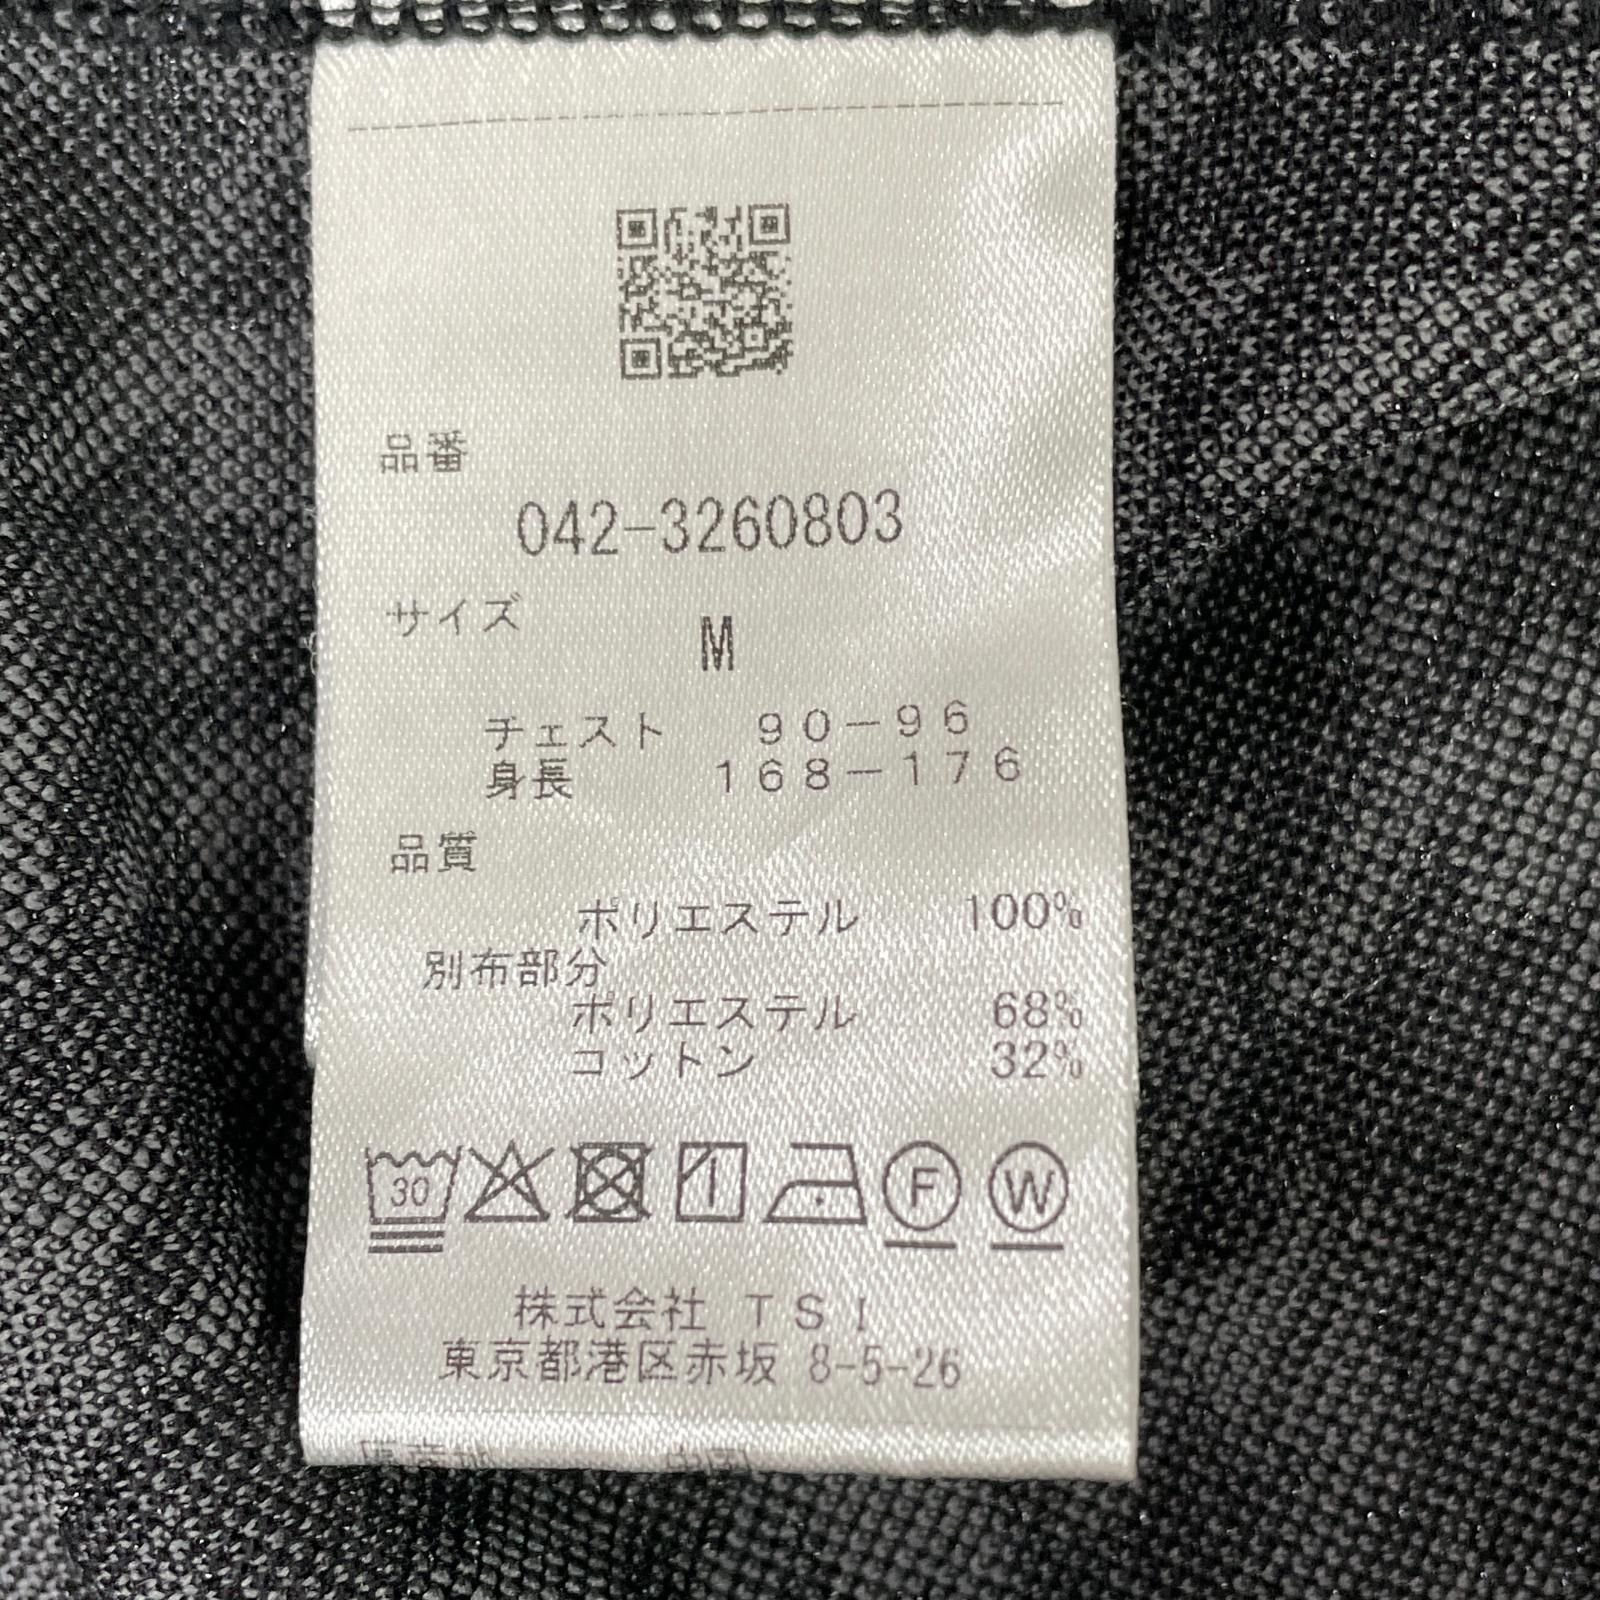 品番
042-3260803
サイズ
M
チェスト 90-96
身長 168-176
品質
ポリエステル 100%
別布部分
ポリエステル 68%
コットン 32%
30
F W
株式会社 TSI
東京都港区赤坂 8-5-26